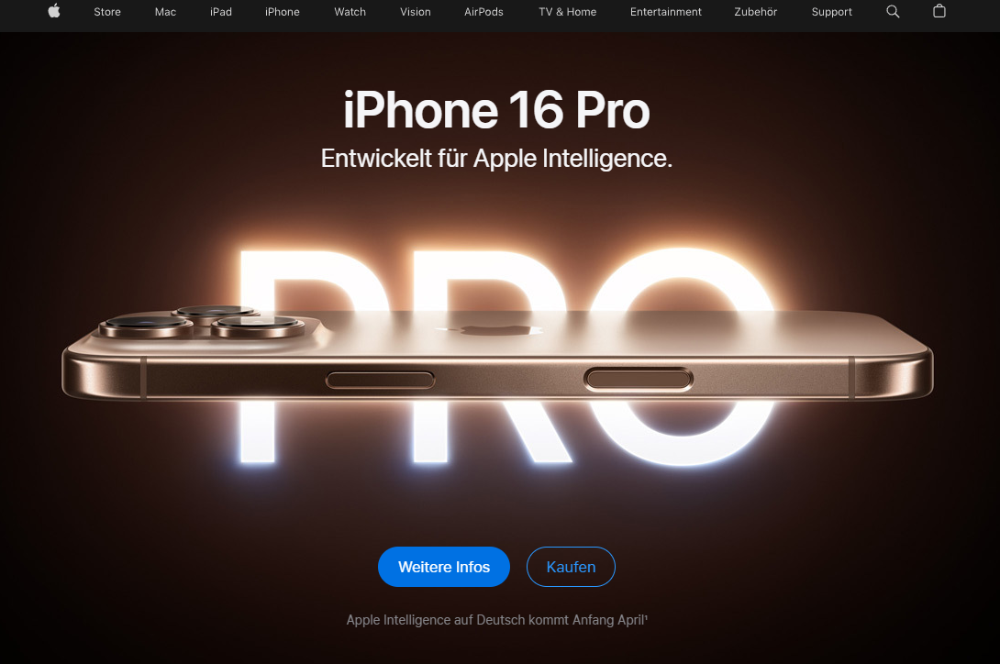 Store Mac iPad iPhone Watch Vision AirPods TV & Home Entertainment Zubehör Support
iPhone 16 Pro
Entwickelt für Apple Intelligence.
PRO
Weitere Infos Kaufen
Apple Intelligence auf Deutsch kommt Anfang April¹